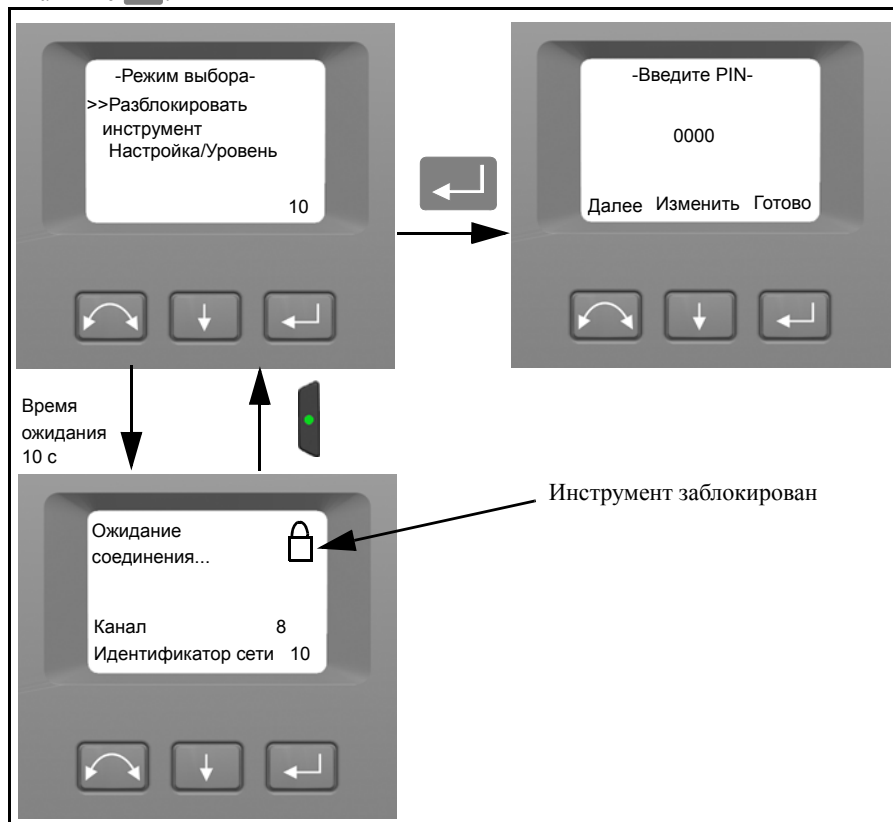 -Режим выбора-
>>Разблокировать
инструмент
Настройка/Уровень
10
-Введите PIN-
0000
Далее Изменить Готово
Время
ожидания
10 с
Инструмент заблокирован
Ожидание
соединения...
Канал 8
Идентификатор сети 10